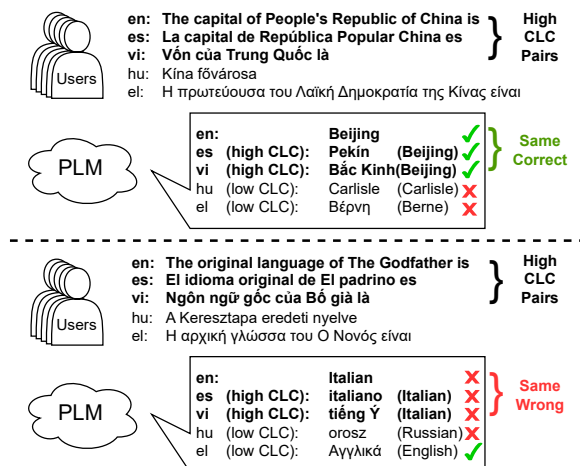 en: The capital of People's Republic of China is
es: La capital de República Popular China es
vi: Vốn của Trung Quốc là
hu: Kína fővárosa
el: Η πρωτεύουσα του Λαϊκή Δημοκρατία της Κίνας είναι
High
CLC
Pairs
Users
PLM
en: Beijing
es (high CLC): Pekín (Beijing)
vi (high CLC): Bắc Kinh(Beijing)
hu (low CLC): Carlisle (Carlisle)
el (low CLC): Βέρνη (Berne)
Same
Correct
en: The original language of The Godfather is
es: El idioma original de El padrino es
vi: Ngôn ngữ gốc của Bố già là
hu: A Keresztapa eredeti nyelve
el: Η αρχική γλώσσα του Ο Νονός είναι
High
CLC
Pairs
Users
PLM
en: Italian
es (high CLC): italiano (Italian)
vi (high CLC): tiếng Ý (Italian)
hu (low CLC): orosz (Russian)
el (low CLC): Αγγλικά (English)
Same
Wrong